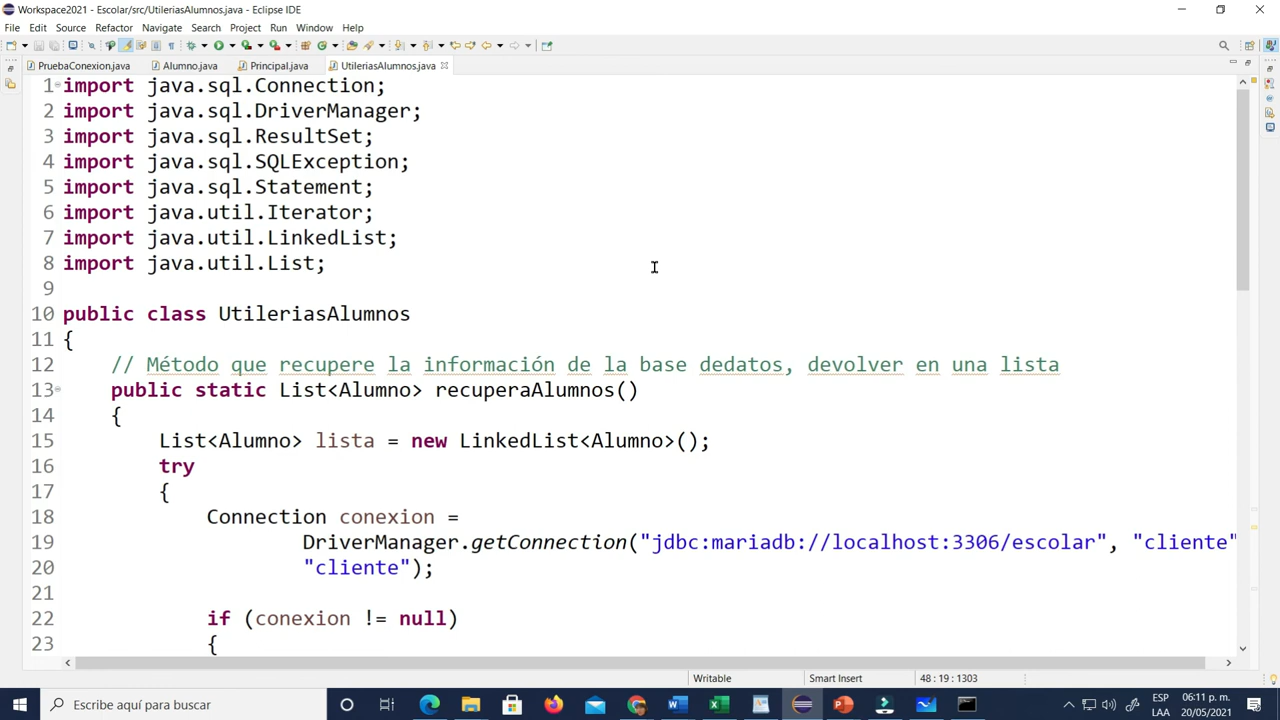 Workspace2021 - Escolar/src/UtileriasAlumnos.java - Eclipse IDE
File Edit Source Refactor Navigate Search Project Run Window Help
PruebaConexion.java Alumno.java Principal.java UtileriasAlumnos.java
1 import java.sql.Connection;
2 import java.sql.DriverManager;
3 import java.sql.ResultSet;
4 import java.sql.SQLException;
5 import java.sql.Statement;
6 import java.util.Iterator;
7 import java.util.LinkedList;
8 import java.util.List;
9
10 public class UtileriasAlumnos
11 {
12 // Método que recupere la información de la base dedatos, devolver en una lista
13 public static List<Alumno> recuperaAlumnos()
14 {
15 List<Alumno> lista = new LinkedList<Alumno>();
16 try
17 {
18 Connection conexion =
19 DriverManager.getConnection("jdbc:mariadb://localhost:3306/escolar", "cliente"
20 "cliente");
21
22 if (conexion != null)
23 {
Writable Smart Insert 48 : 19 : 1303
Escribe aquí para buscar
ESP 06:11 p. m.
LAA 20/05/2021